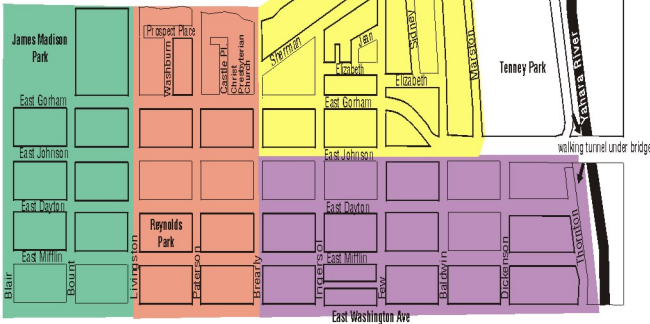 James Madison
Park
Prospect Place
Washburn
Castle Pl.
Christ
Presbyterian
Church
Sherman
Jean
Sidney
Marston
Elizabeth
Elizabeth
Tenney Park
Yahara River
East Gorham
East Gorham
walking tunnel under bridge
East Johnson
East Johnson
East Dayton
East Dayton
Reynolds
Park
East Mifflin
East Mifflin
Blair
Blount
Livingston
Paterson
Brearly
Ingersol
Few
Baldwin
Dickenson
Thornton
East Washington Ave